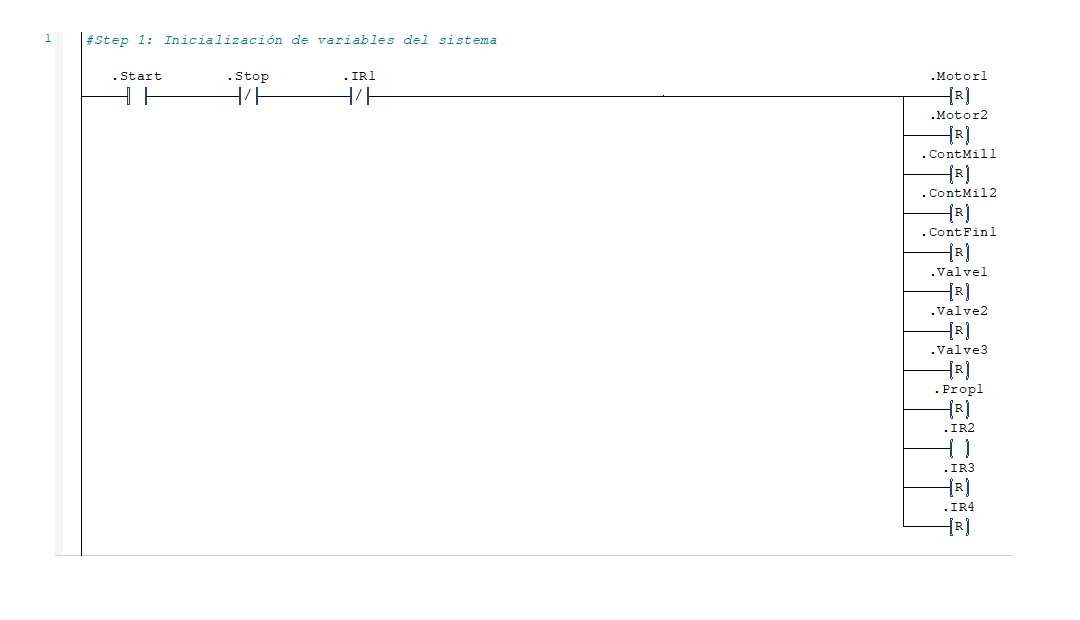 1
#Step 1: Inicialización de variables del sistema
.Start .Stop .IR1 .Motor1
/ / R
.Motor2
R
.ContMil1
R
.ContMil2
R
.ContFin1
R
.Valve1
R
.Valve2
R
.Valve3
R
.Prop1
R
.IR2
.IR3
R
.IR4
R